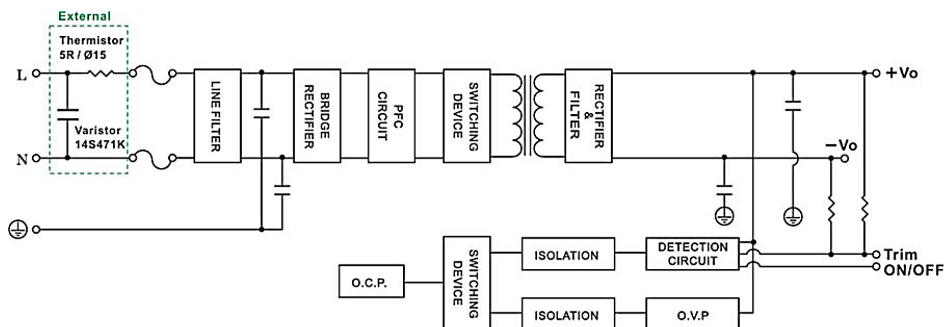 External
Thermistor
5R / Ø15
L
Varistor
14S471K
N
LINE FILTER
BRIDGE
RECTIFIER
PFC
CIRCUIT
SWITCHING
DEVICE
RECTIFIER
&
FILTER
+Vo
−Vo
O.C.P.
SWITCHING
DEVICE
ISOLATION
DETECTION
CIRCUIT
Trim
ON/OFF
ISOLATION
O.V.P